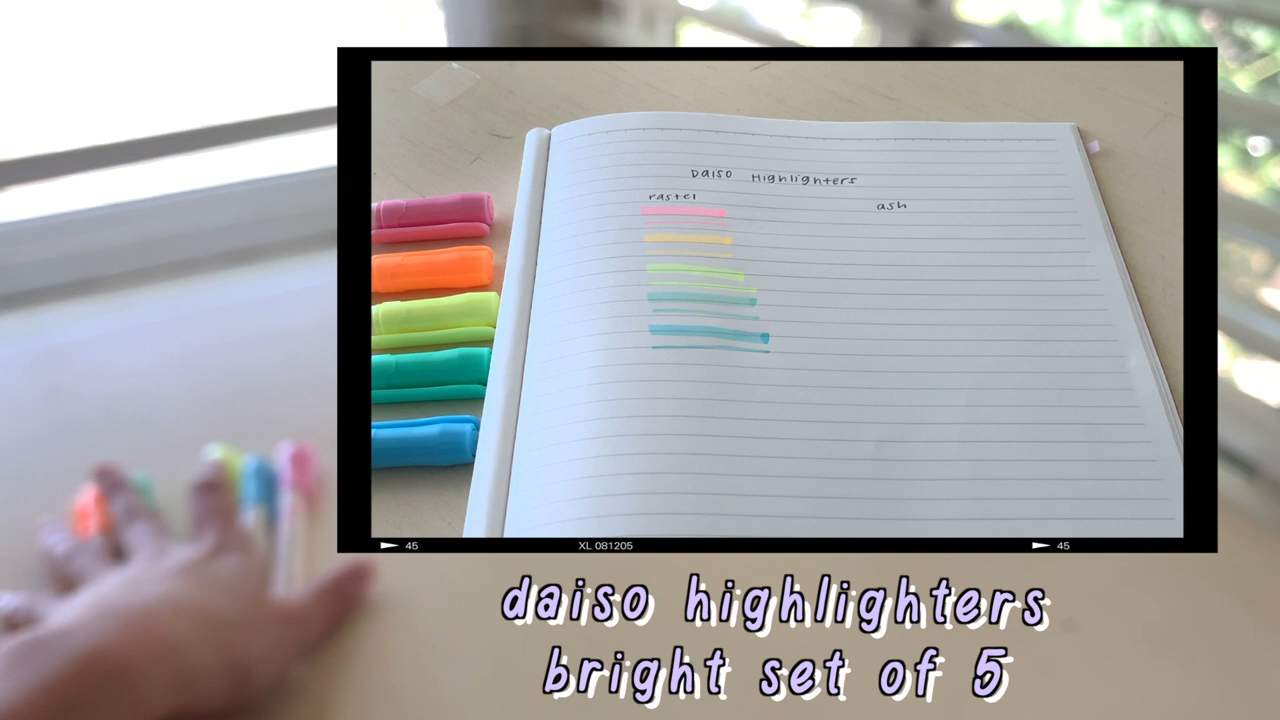 Daiso Highlighters
pastel
ash
45 XL 081205 45
daiso highlighters
bright set of 5